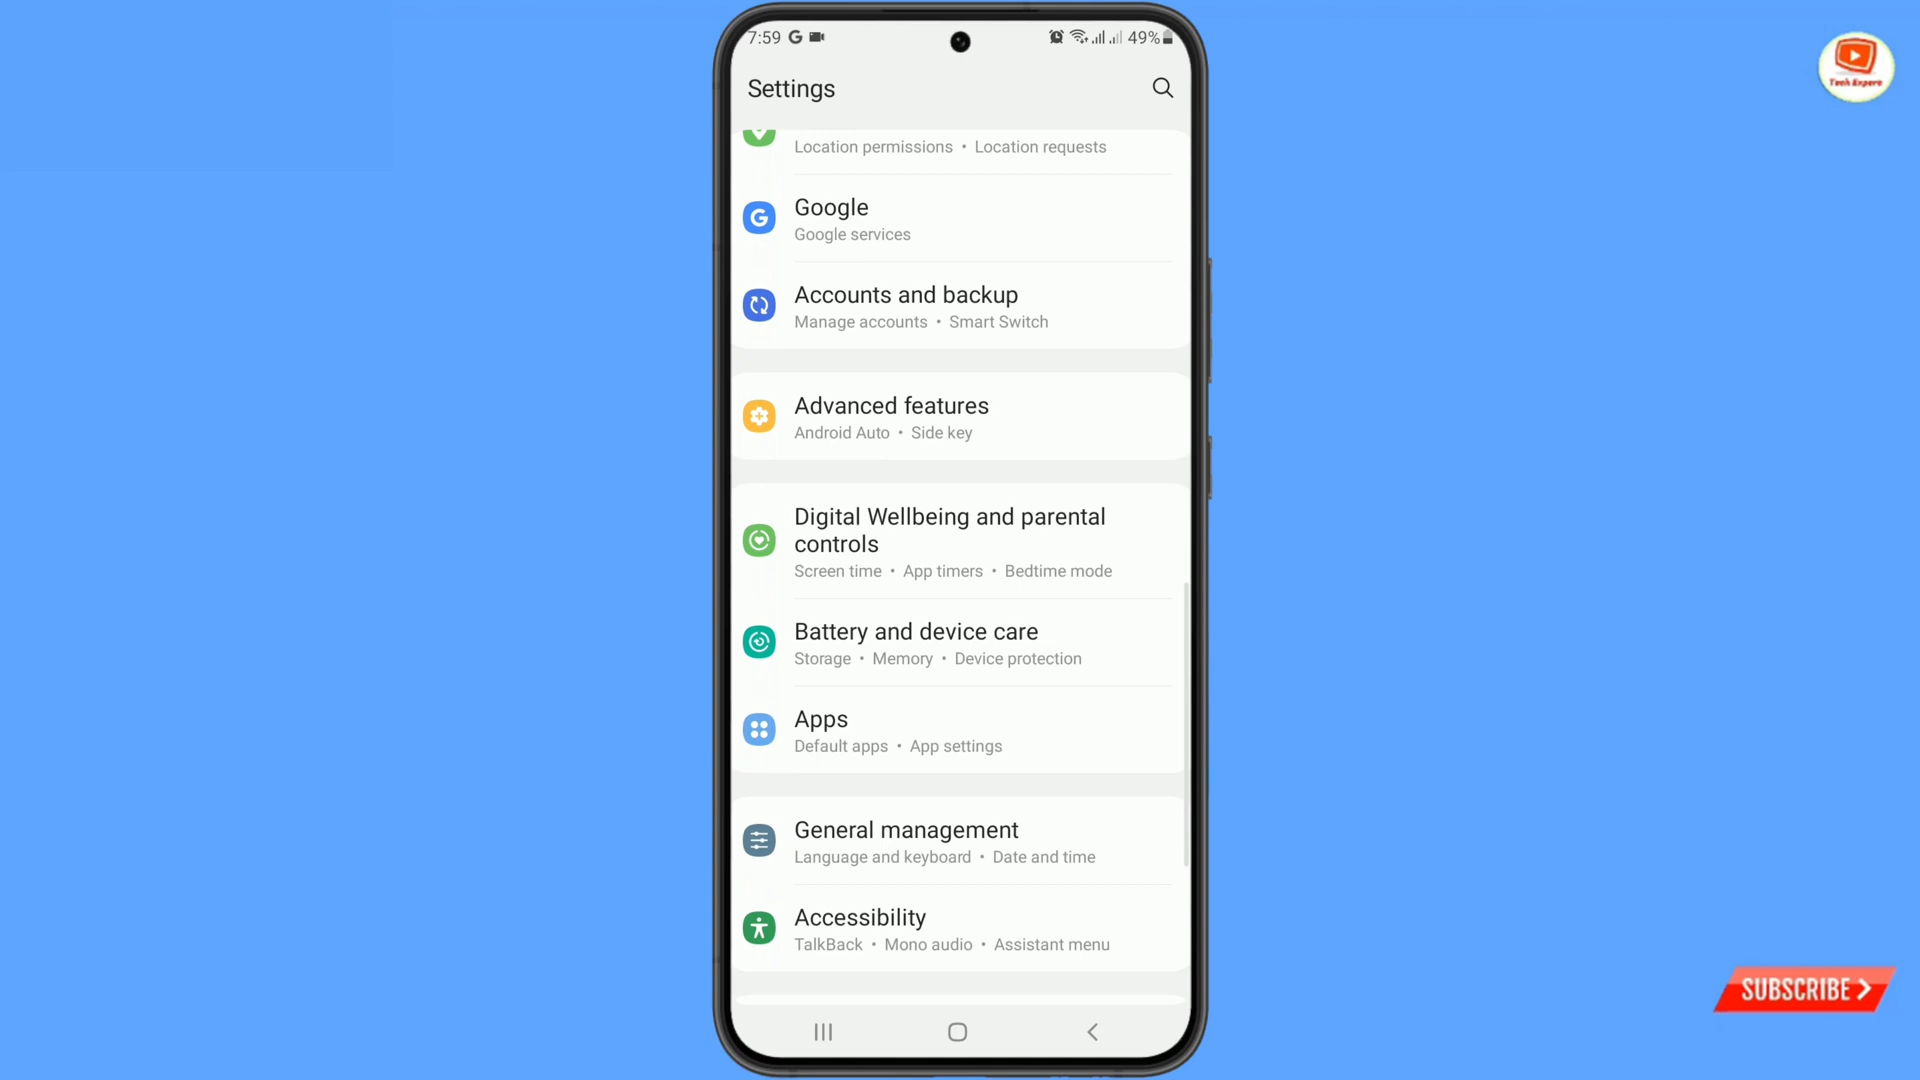 7:59 G 49%
Tech Expero
Settings
Location permissions • Location requests
Google
Google services
Accounts and backup
Manage accounts • Smart Switch
Advanced features
Android Auto • Side key
Digital Wellbeing and parental
controls
Screen time • App timers • Bedtime mode
Battery and device care
Storage • Memory • Device protection
Apps
Default apps • App settings
General management
Language and keyboard • Date and time
Accessibility
TalkBack • Mono audio • Assistant menu
SUBSCRIBE